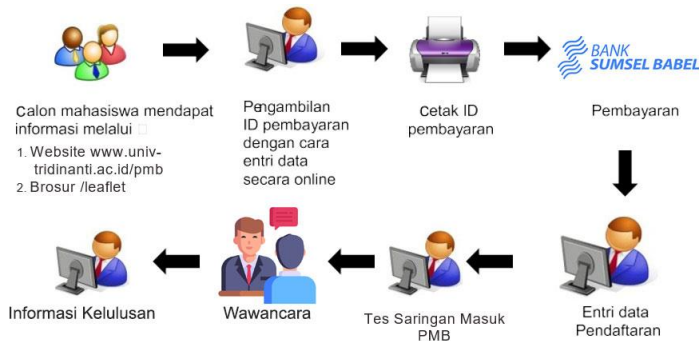 Calon mahasiswa mendapat
informasi melalui
1. Website www.univ-
tridinanti.ac.id/pmb
2. Brosur /leaflet
Pengambilan
ID pembayaran
dengan cara
entri data
secara online
Cetak ID
pembayaran
BANK
SUMSEL BABEL
Pembayaran
Entri data
Pendaftaran
Tes Saringan Masuk
PMB
Wawancara
Informasi Kelulusan